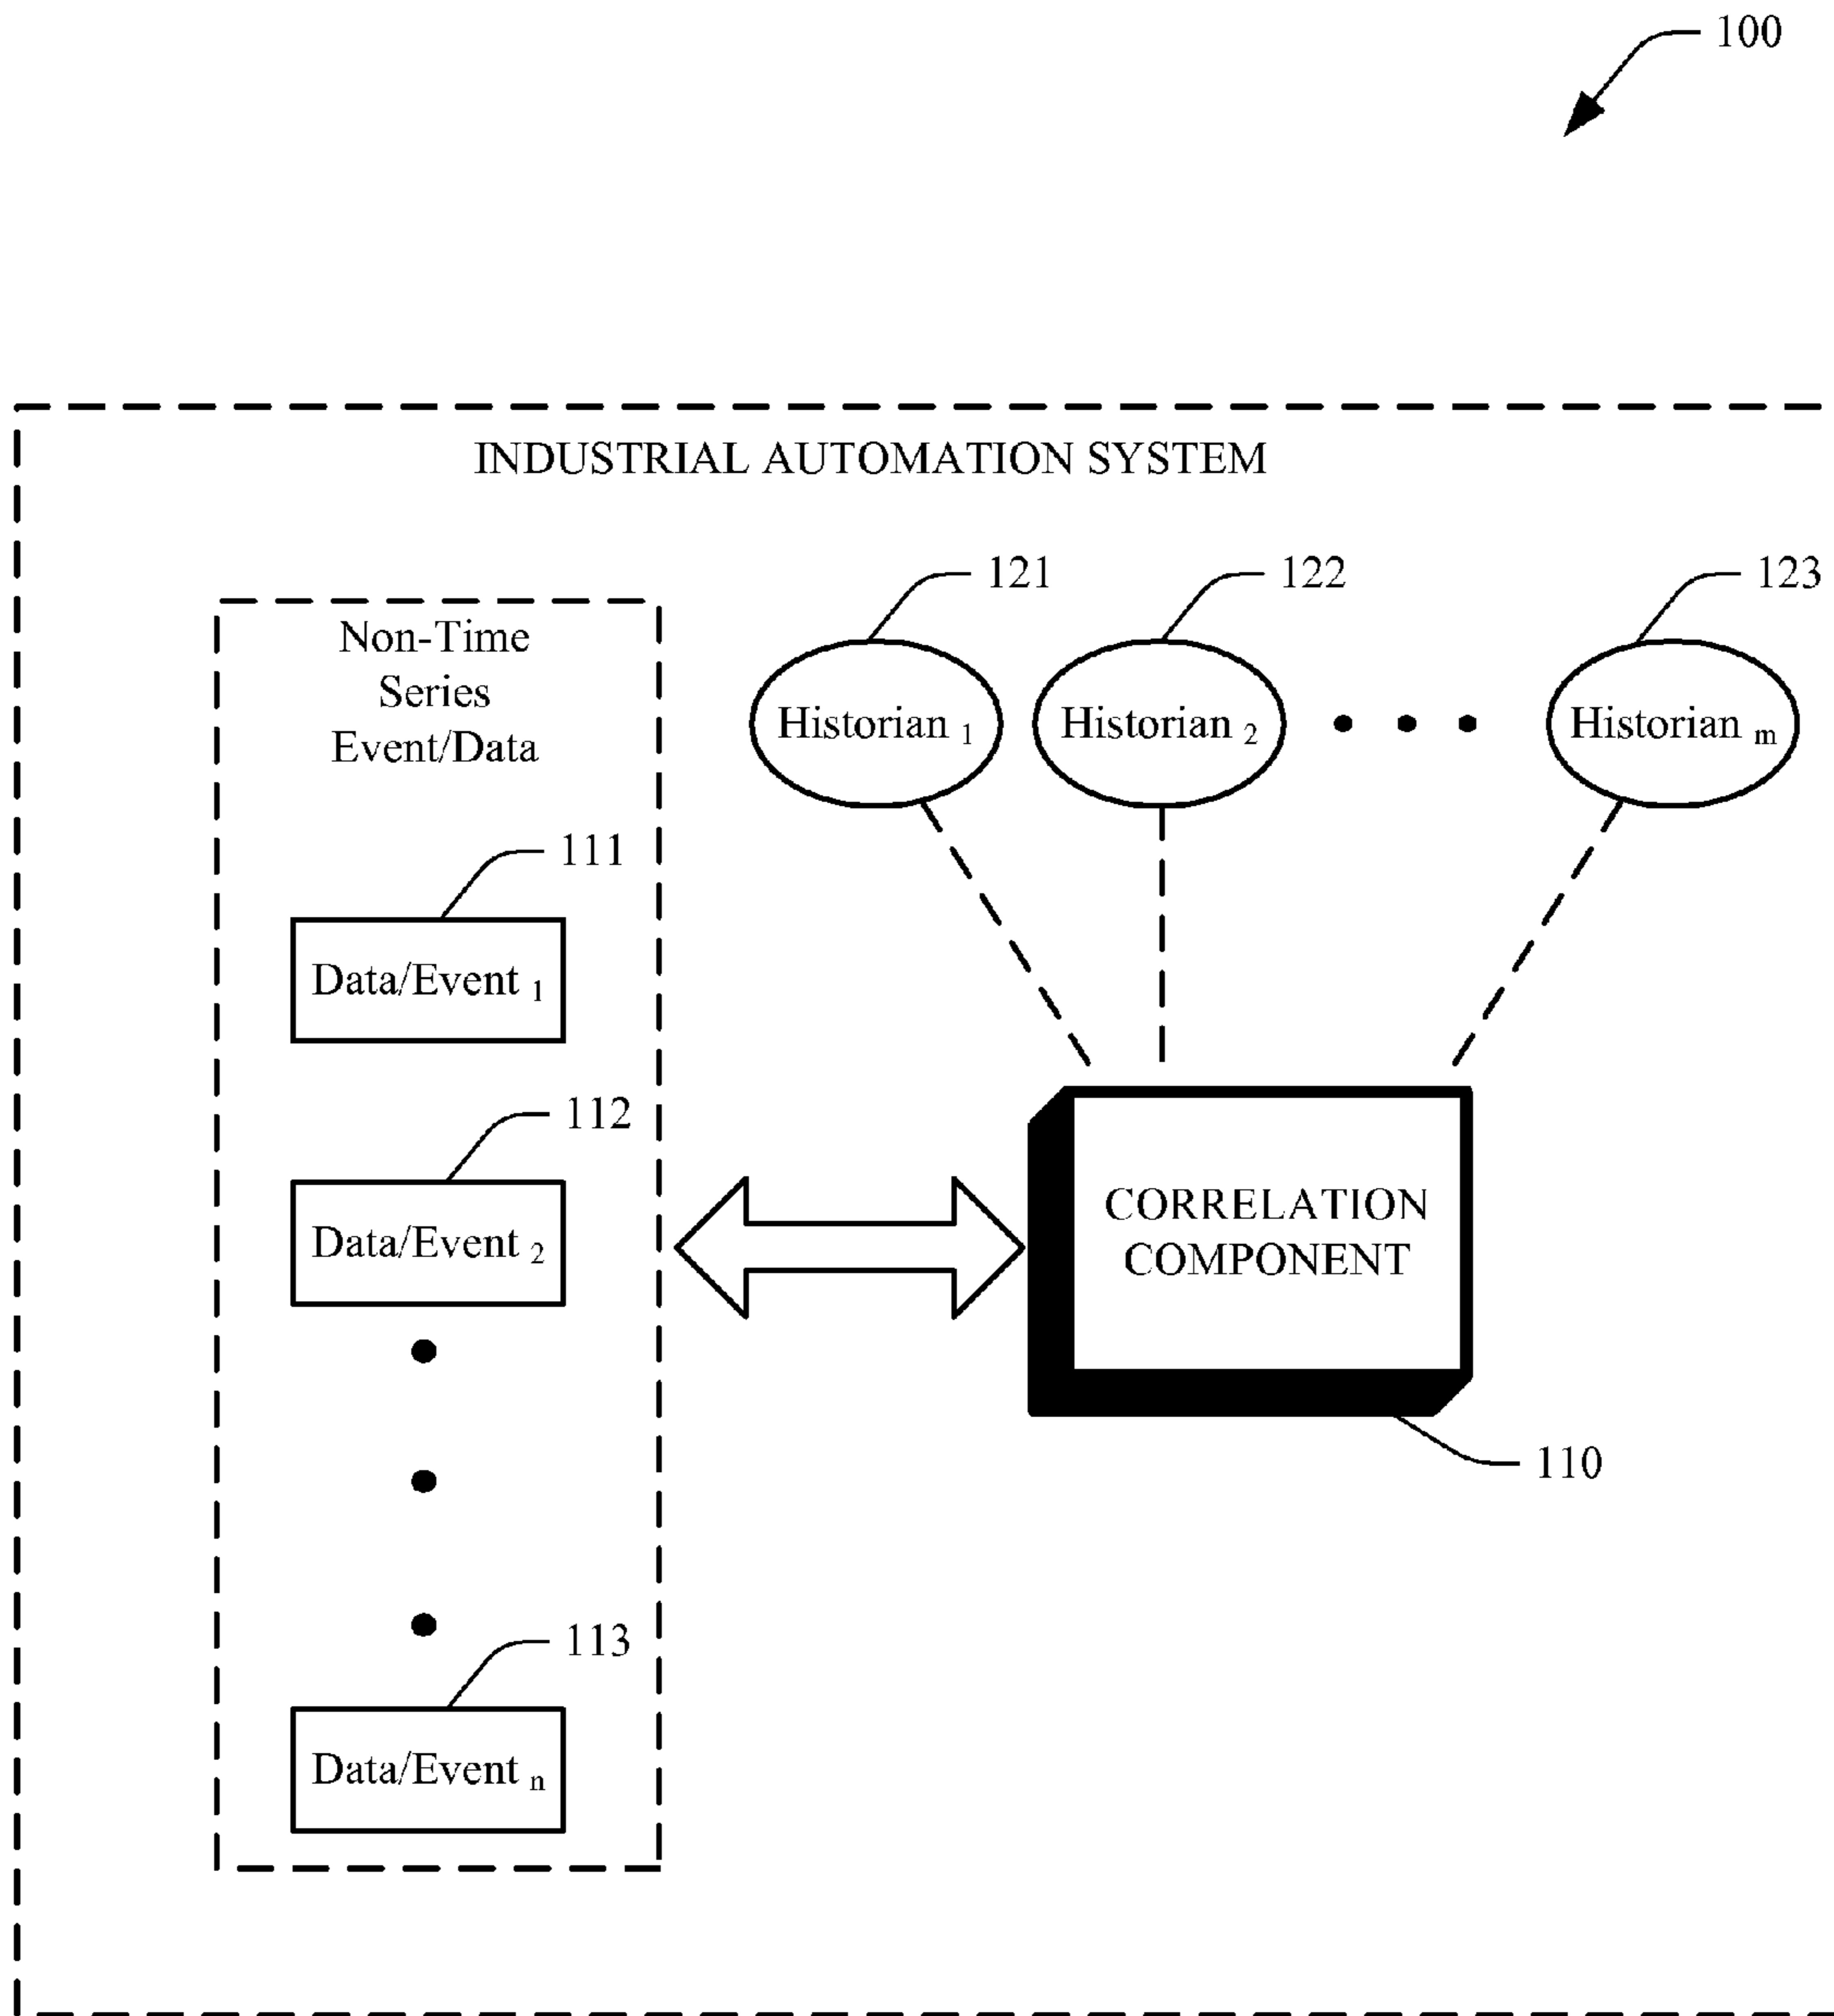 100
INDUSTRIAL AUTOMATION SYSTEM
121
122
123
Non-Time
Series
Event/Data
Historian 1
Historian 2
Historian m
111
Data/Event 1
112
Data/Event 2
CORRELATION
COMPONENT
110
113
Data/Event n